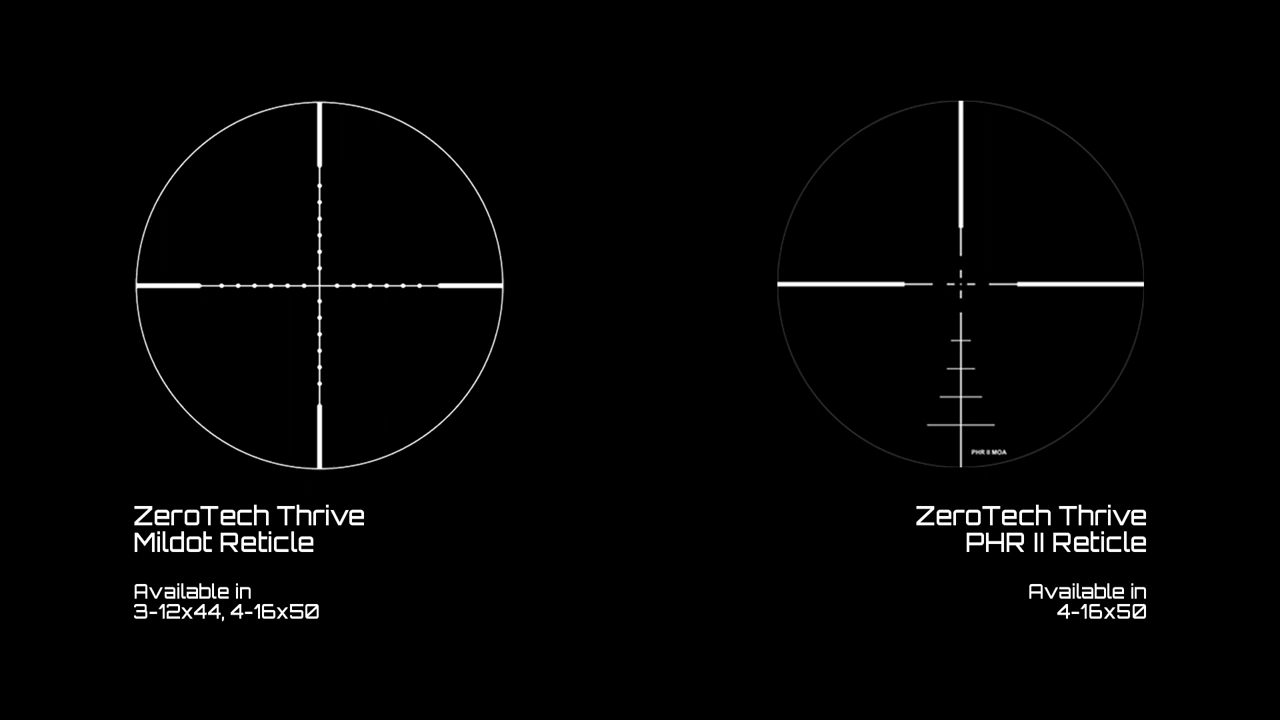 PHR II MOA
ZeroTech Thrive
Mildot Reticle
Available in
3-12x44, 4-16x50
ZeroTech Thrive
PHR II Reticle
Available in
4-16x50